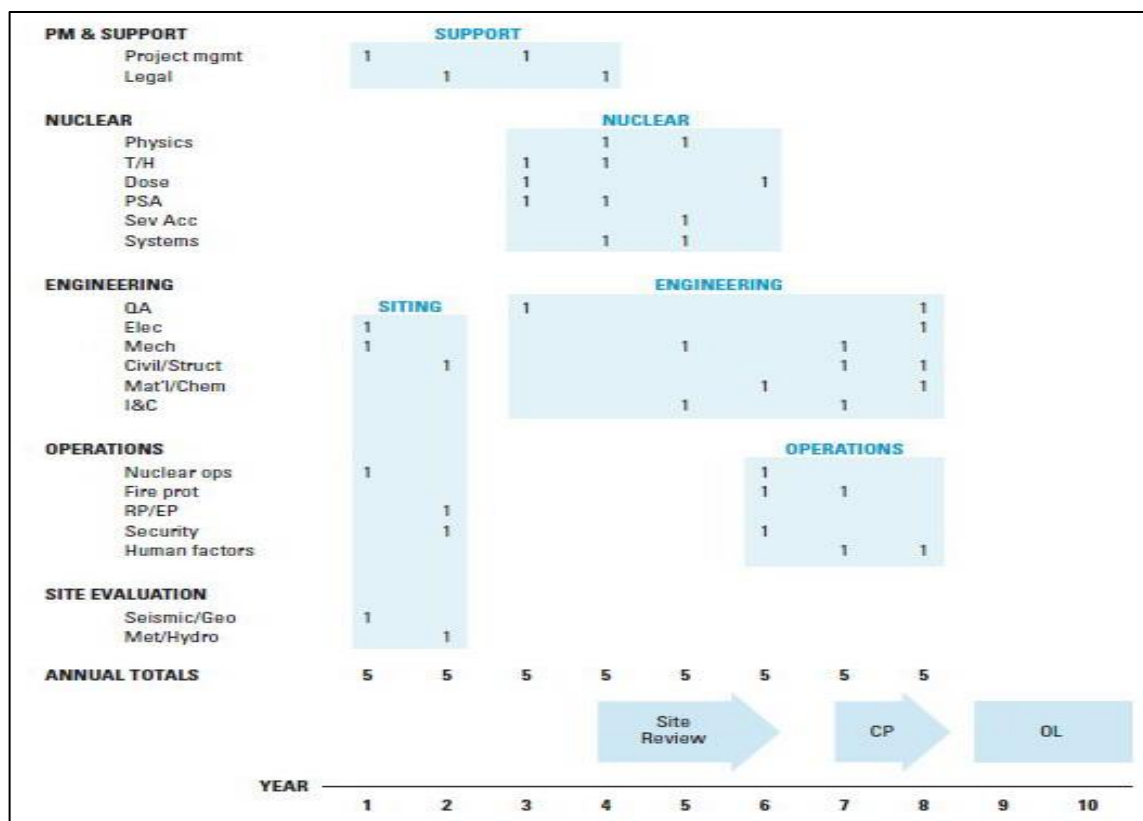 PM & SUPPORT SUPPORT
Project mgmt 1 1
Legal 1 1
NUCLEAR NUCLEAR
Physics 1 1
T/H 1 1
Dose 1 1
PSA 1 1
Sev Acc 1
Systems 1 1
ENGINEERING ENGINEERING
QA SITING 1 1
Elec 1 1
Mech 1 1 1
Civil/Struct 1 1 1
Mat'l/Chem 1 1
I&C 1 1
OPERATIONS OPERATIONS
Nuclear ops 1 1
Fire prot 1 1
RP/EP 1
Security 1 1
Human factors 1 1
SITE EVALUATION
Seismic/Geo 1
Met/Hydro 1
ANNUAL TOTALS 5 5 5 5 5 5 5 5
Site
Review
CP
OL
YEAR
1 2 3 4 5 6 7 8 9 10